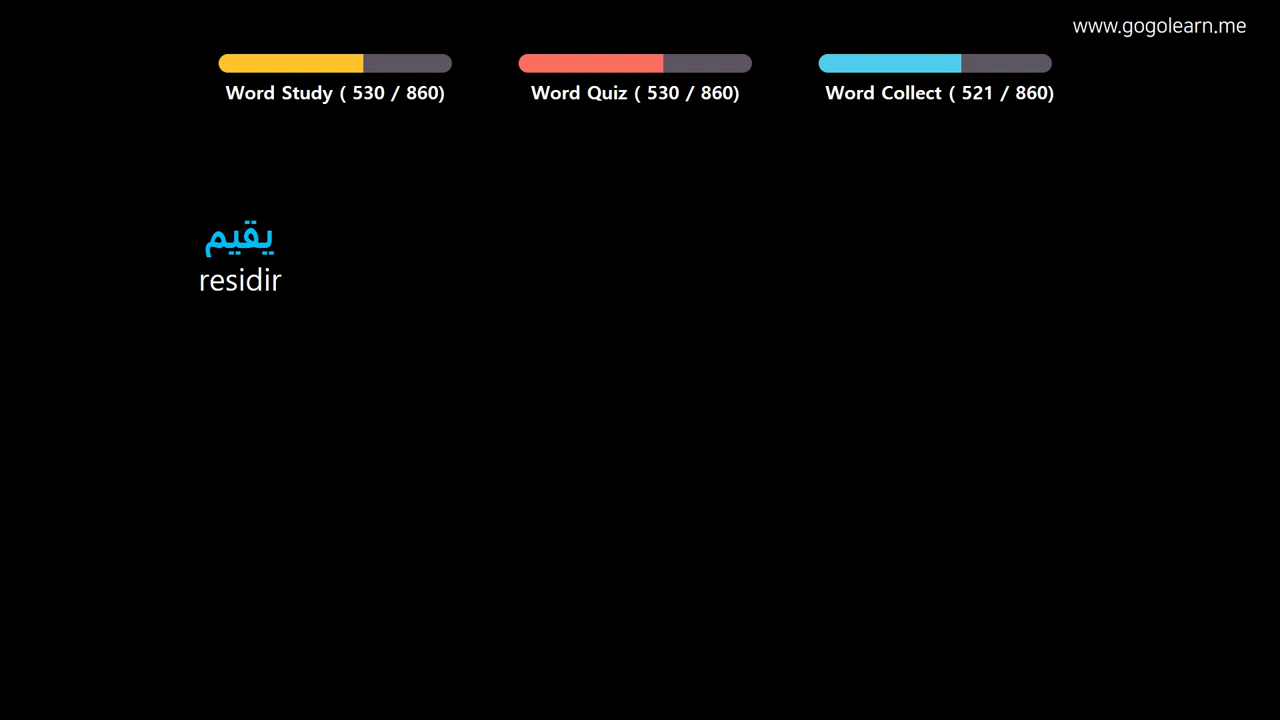 www.gogolearn.me
Word Study ( 530 / 860)
Word Quiz ( 530 / 860)
Word Collect ( 521 / 860)
يقيم
residir